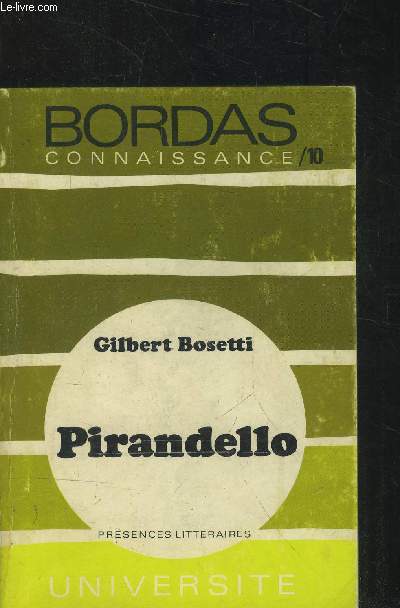 Le-livre.com
BORDAS
CONNAISSANCE/10
Gilbert Bosetti
Pirandello
PRÉSENCES LITTERAIRES
UNIVERSITE